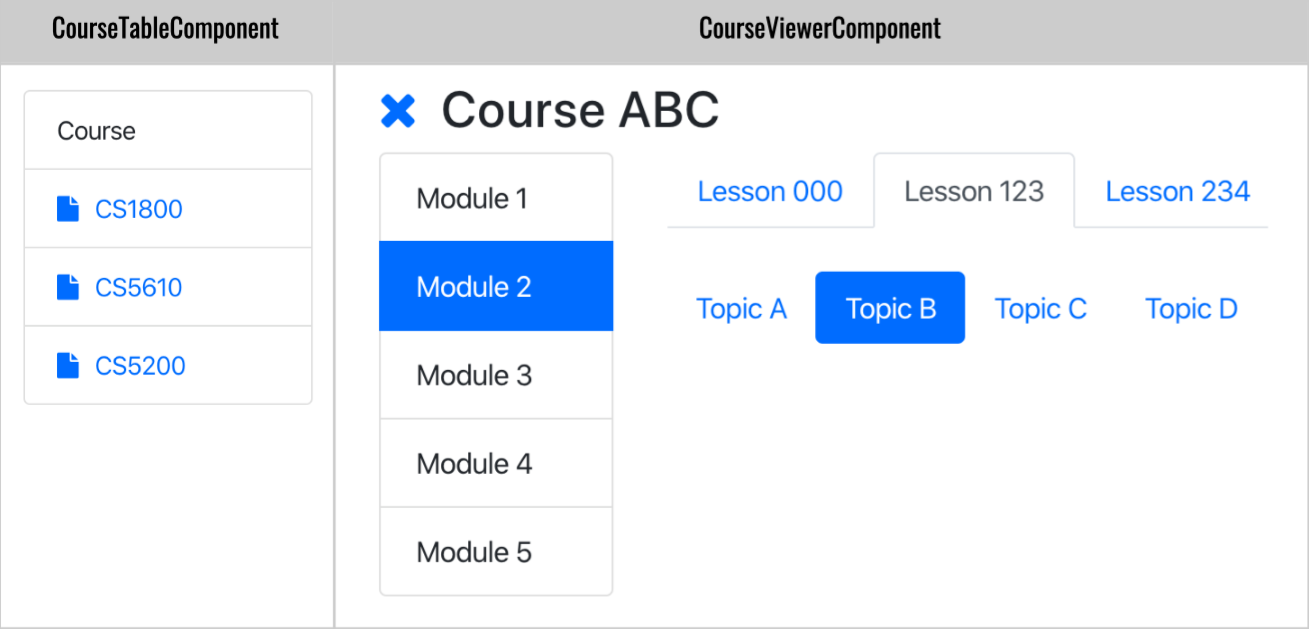 CourseTableComponent
CourseViewerComponent
Course
CS1800
CS5610
CS5200
Course ABC
Module 1
Module 2
Module 3
Module 4
Module 5
Lesson 000
Lesson 123
Lesson 234
Topic A
Topic B
Topic C
Topic D